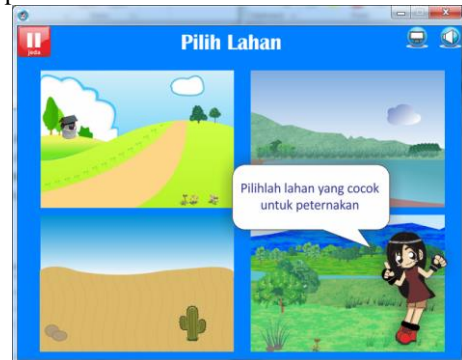 p
jeda
Pilih Lahan
Pilihlah lahan yang cocok
untuk peternakan